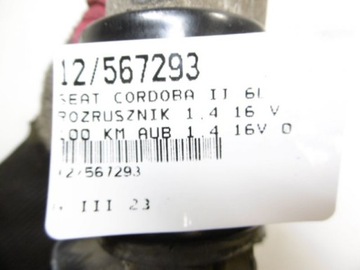 12/567293
SEAT CORDOBA II 6L
ROZRUSZNIK 1.4 16 V
100 KM AUB 1.4 16V 0
12/567293
III 23